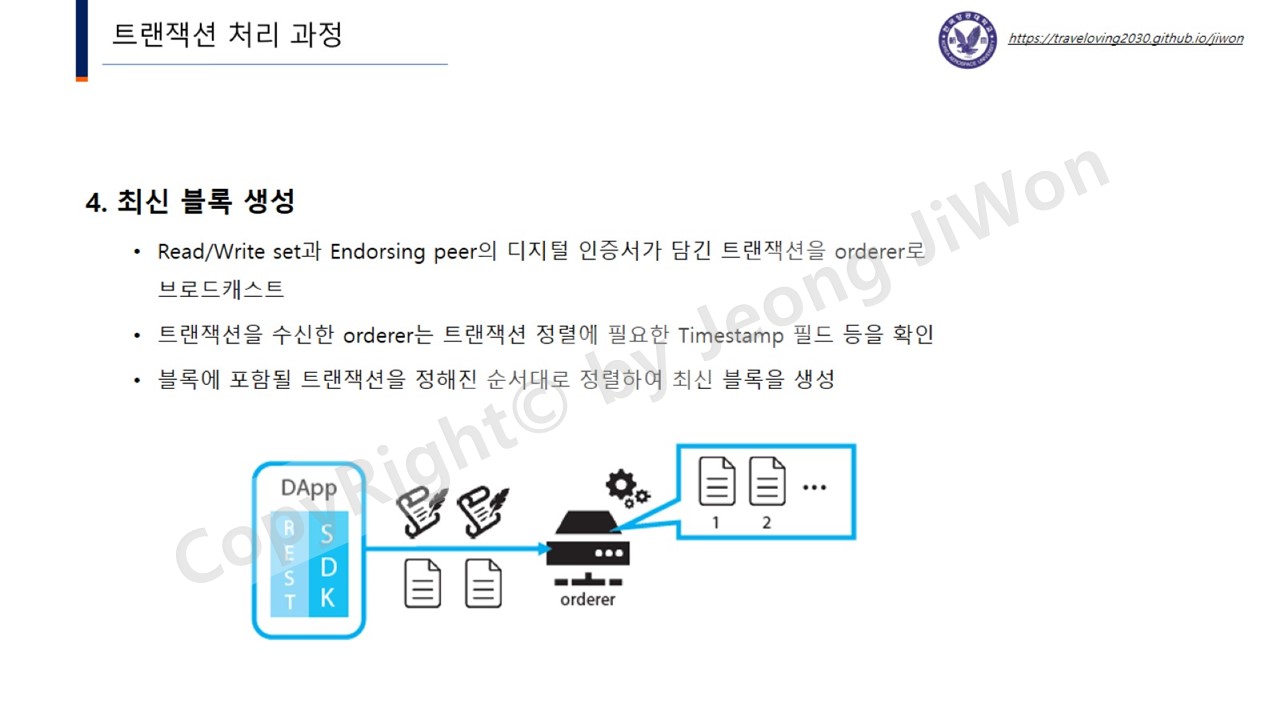 트랜잭션 처리 과정
https://traveloving2030.github.io/jiwon
4. 최신 블록 생성
• Read/Write set과 Endorsing peer의 디지털 인증서가 담긴 트랜잭션을 orderer로
브로드캐스트
• 트랜잭션을 수신한 orderer는 트랜잭션 정렬에 필요한 Timestamp 필드 등을 확인
• 블록에 포함될 트랜잭션을 정해진 순서대로 정렬하여 최신 블록을 생성
CopyRight© by Jeong JiWon
DApp
REST
SDK
orderer
1 2 ...